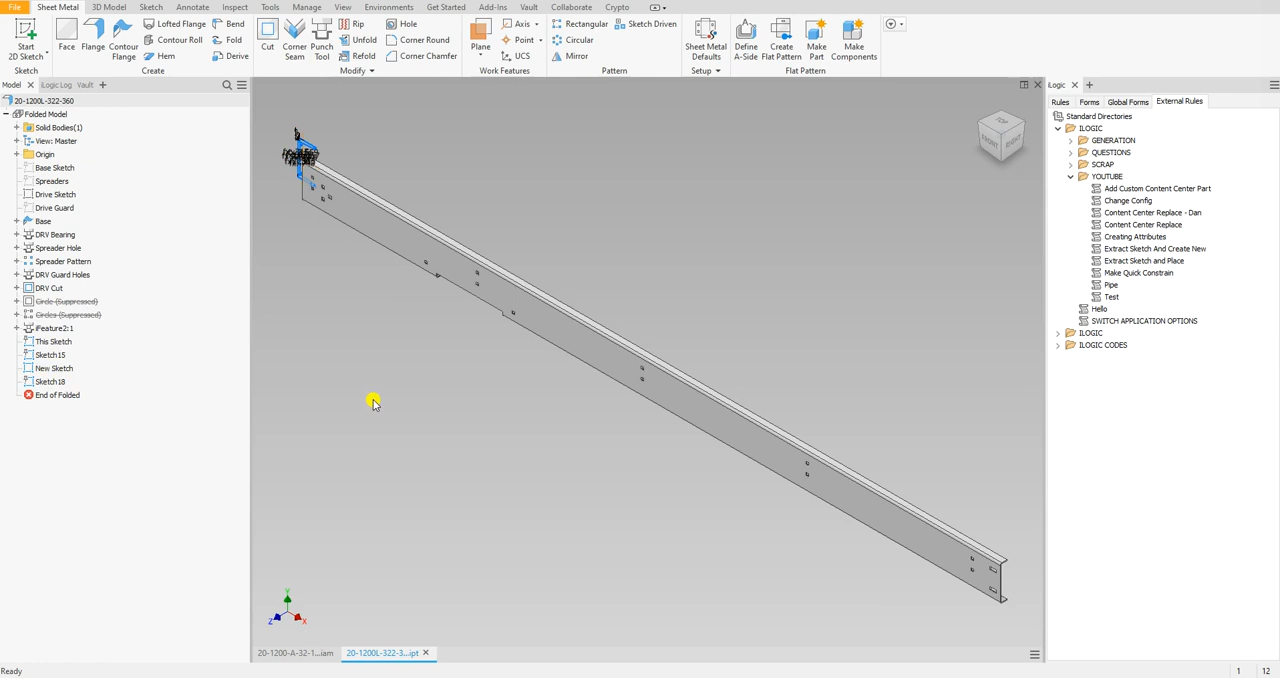 File Sheet Metal 3D Model Sketch Annotate Inspect Tools Manage View Environments Get Started Add-Ins Vault Collaborate Crypto
Start
2D Sketch
Sketch
Face
Flange
Contour
Flange
Lofted Flange
Contour Roll
Hem
Bend
Fold
Derive
Create
Cut
Corner
Seam
Punch
Tool
Rip
Unfold
Refold
Hole
Corner Round
Corner Chamfer
Modify
Plane
Axis
Point
UCS
Work Features
Rectangular
Circular
Mirror
Sketch Driven
Pattern
Sheet Metal
Defaults
Setup
Define
A-Side
Create
Flat Pattern
Make
Part
Make
Components
Flat Pattern
Model iLogic Log Vault
20-1200L-322-360
Folded Model
Solid Bodies(1)
View: Master
Origin
Base Sketch
Spreaders
Drive Sketch
Drive Guard
Base
DRV Bearing
Spreader Hole
Spreader Pattern
DRV Guard Holes
DRV Cut
Circle (Suppressed)
Circles (Suppressed)
iFeature2:1
This Sketch
Sketch15
New Sketch
Sketch18
End of Folded
TOP
FRONT
RIGHT
Y
Z
X
20-1200-A-32-1...iam
20-1200L-322-3...ipt
iLogic
Rules Forms Global Forms External Rules
Standard Directories
ILOGIC
GENERATION
QUESTIONS
SCRAP
YOUTUBE
Add Custom Content Center Part
Change Config
Content Center Replace - Dan
Content Center Replace
Creating Attributes
Extract Sketch And Create New
Extract Sketch and Place
Make Quick Constrain
Pipe
Test
Hello
SWITCH APPLICATION OPTIONS
ILOGIC
ILOGIC CODES
Ready
1 12